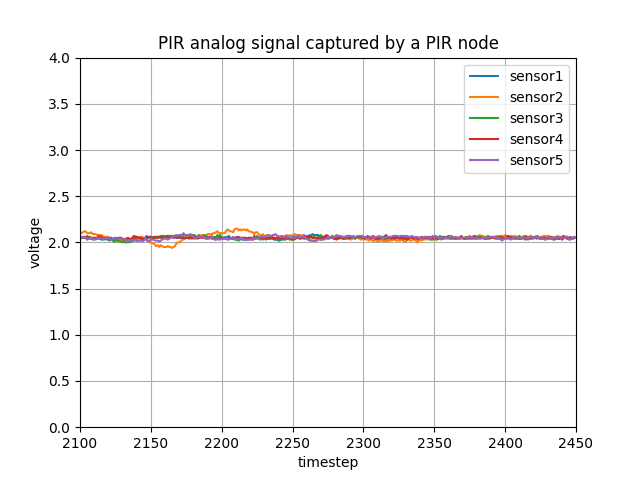 PIR analog signal captured by a PIR node
4.0
3.5
3.0
2.5
2.0
1.5
1.0
0.5
0.0
voltage
sensor1
sensor2
sensor3
sensor4
sensor5
2100 2150 2200 2250 2300 2350 2400 2450
timestep